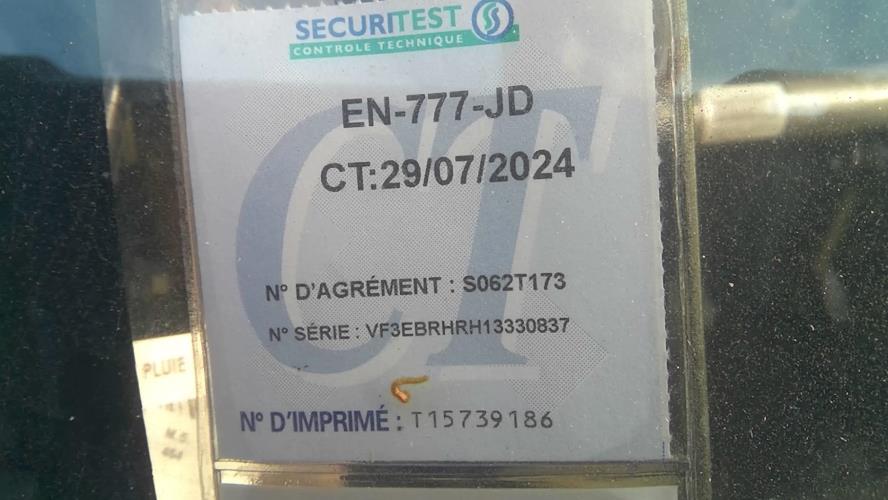 SECURITEST
CONTROLE TECHNIQUE
EN-777-JD
CT:29/07/2024
N° D'AGRÉMENT : S062T173
N° SÉRIE : VF3EBRHRH13330837
PLUIE
N° D'IMPRIMÉ : T15739186